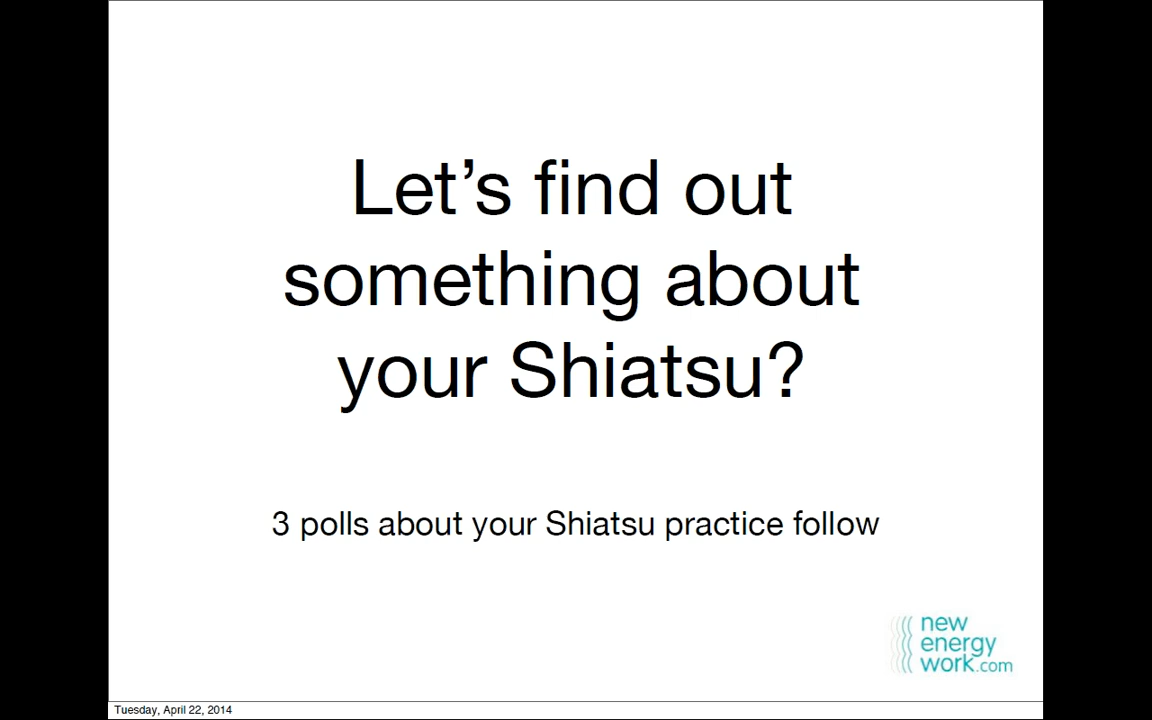 Let's find out
something about
your Shiatsu?
3 polls about your Shiatsu practice follow
new
energy
work.com
Tuesday, April 22, 2014